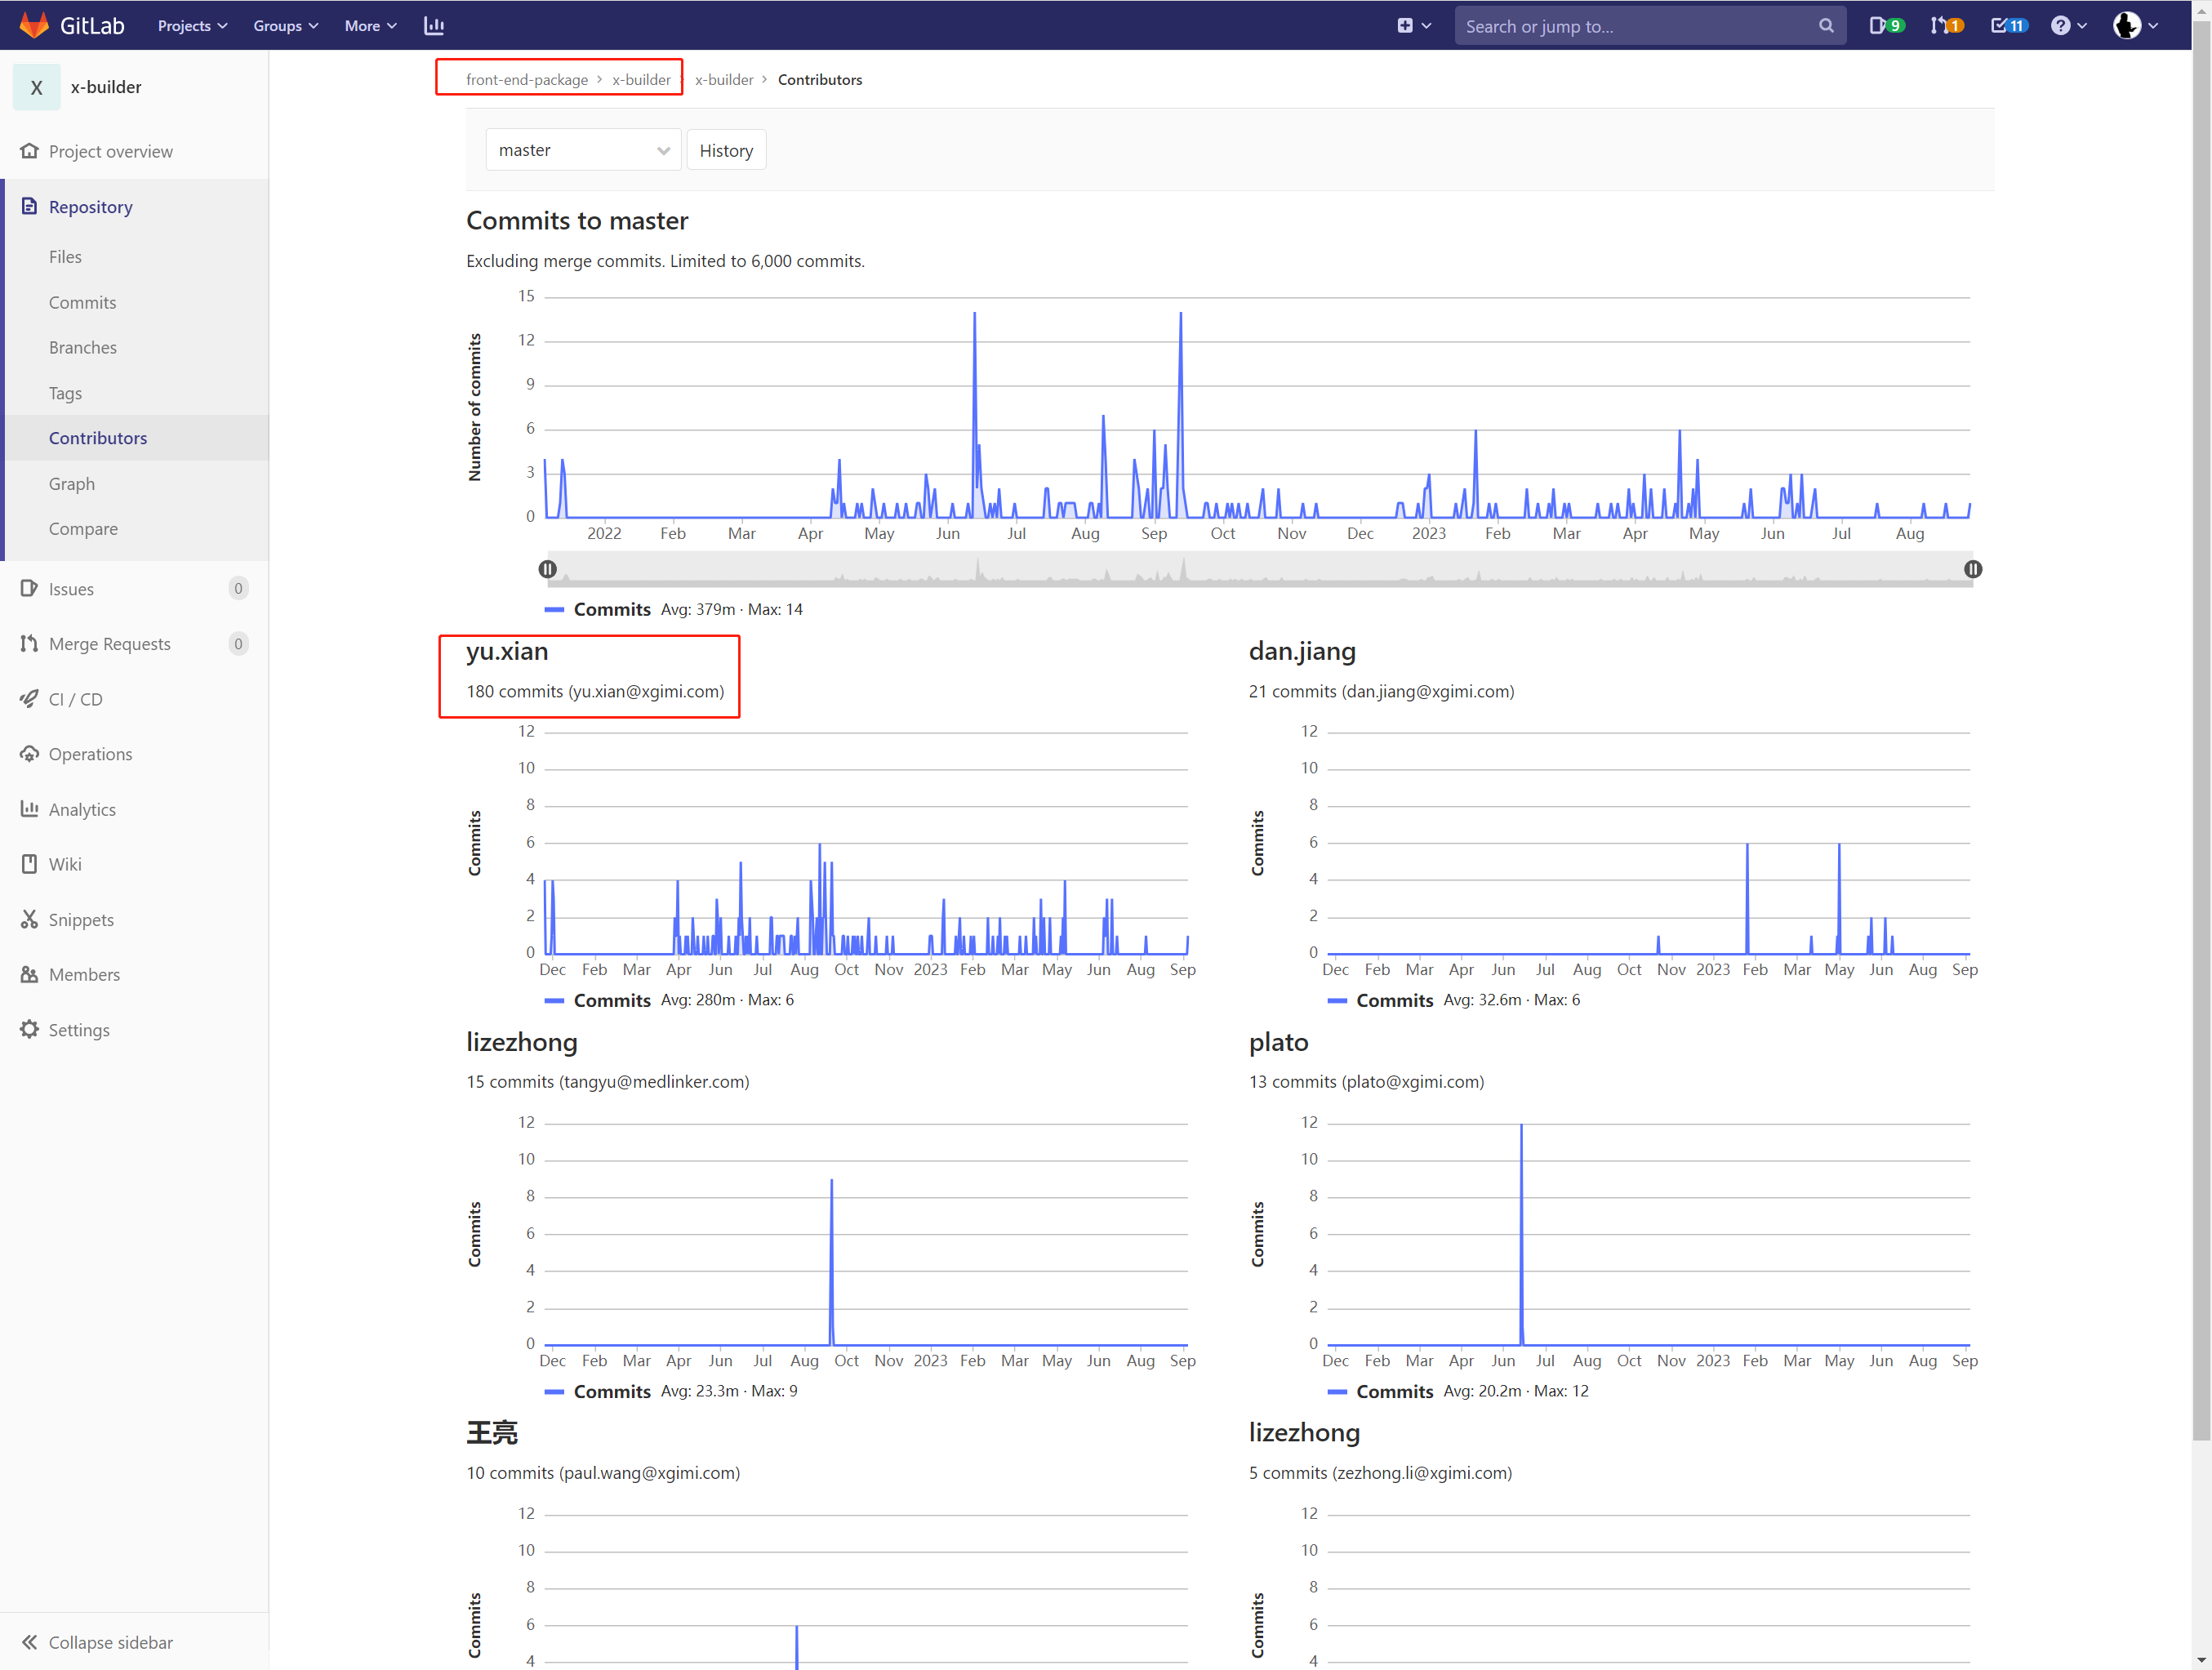 GitLab Projects Groups More Search or jump to... 9 1 11
X x-builder
front-end-package › x-builder › x-builder › Contributors
Project overview
Repository
Files
Commits
Branches
Tags
Contributors
Graph
Compare
Issues 0
Merge Requests 0
CI / CD
Operations
Analytics
Wiki
Snippets
Members
Settings
Collapse sidebar
master History
Commits to master
Excluding merge commits. Limited to 6,000 commits.
Number of commits
15
12
9
6
3
0
2022 Feb Mar Apr May Jun Jul Aug Sep Oct Nov Dec 2023 Feb Mar Apr May Jun Jul Aug
Commits Avg: 379m · Max: 14
yu.xian
180 commits (yu.xian@xgimi.com)
Commits
12
10
8
6
4
2
0
Dec Feb Mar Apr Jun Jul Aug Oct Nov 2023 Feb Mar May Jun Aug Sep
Commits Avg: 280m · Max: 6
dan.jiang
21 commits (dan.jiang@xgimi.com)
Commits
12
10
8
6
4
2
0
Dec Feb Mar Apr Jun Jul Aug Oct Nov 2023 Feb Mar May Jun Aug Sep
Commits Avg: 32.6m · Max: 6
lizezhong
15 commits (tangyu@medlinker.com)
Commits
12
10
8
6
4
2
0
Dec Feb Mar Apr Jun Jul Aug Oct Nov 2023 Feb Mar May Jun Aug Sep
Commits Avg: 23.3m · Max: 9
plato
13 commits (plato@xgimi.com)
Commits
12
10
8
6
4
2
0
Dec Feb Mar Apr Jun Jul Aug Oct Nov 2023 Feb Mar May Jun Aug Sep
Commits Avg: 20.2m · Max: 12
王亮
10 commits (paul.wang@xgimi.com)
Commits
12
10
8
6
4
lizezhong
5 commits (zezhong.li@xgimi.com)
Commits
12
10
8
6
4